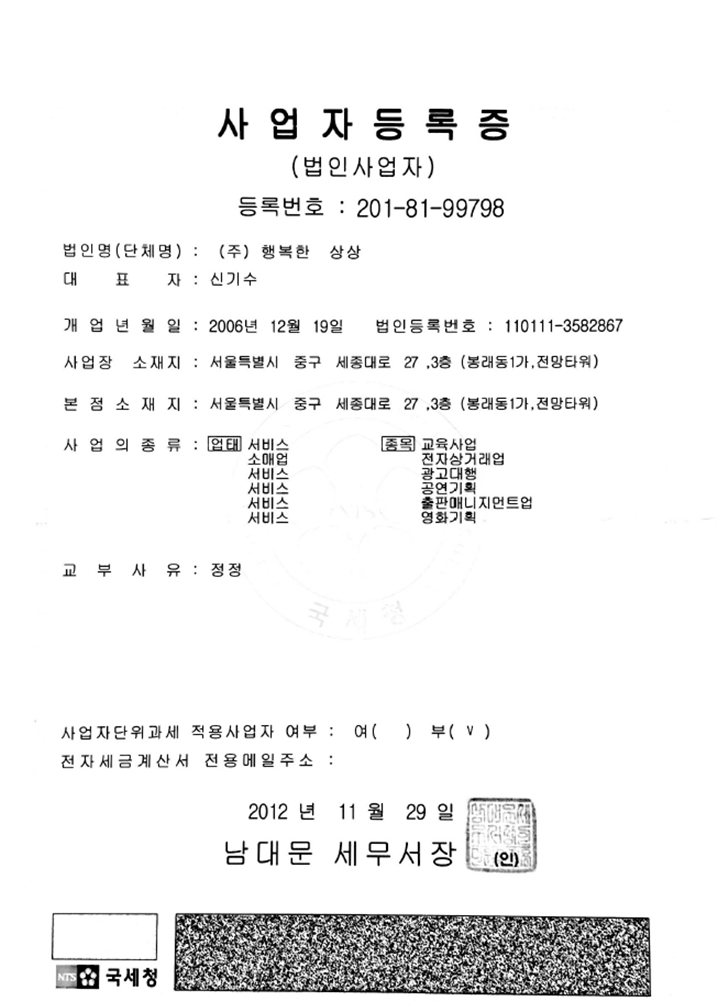 사업자등록증
(법인사업자)
등록번호 : 201-81-99798
법인명(단체명) : (주) 행복한 상상
대 표 자 : 신기수
개 업 년 월 일 : 2006년 12월 19일 법인등록번호 : 110111-3582867
사업장 소재지 : 서울특별시 중구 세종대로 27 ,3층 (봉래동1가,전망타워)
본 점 소 재 지 : 서울특별시 중구 세종대로 27 ,3층 (봉래동1가,전망타워)
사 업 의 종 류 : 업태 서비스 종목 교육사업
소매업 전자상거래업
서비스 광고대행
서비스 공연기획
서비스 출판매니지먼트업
서비스 영화기획
교 부 사 유 : 정정
국세청
사업자단위과세 적용사업자 여부 : 여( ) 부( v )
전자세금계산서 전용메일주소 :
2012 년 11 월 29 일
남대문 세무서장 (인)
NTS 국세청